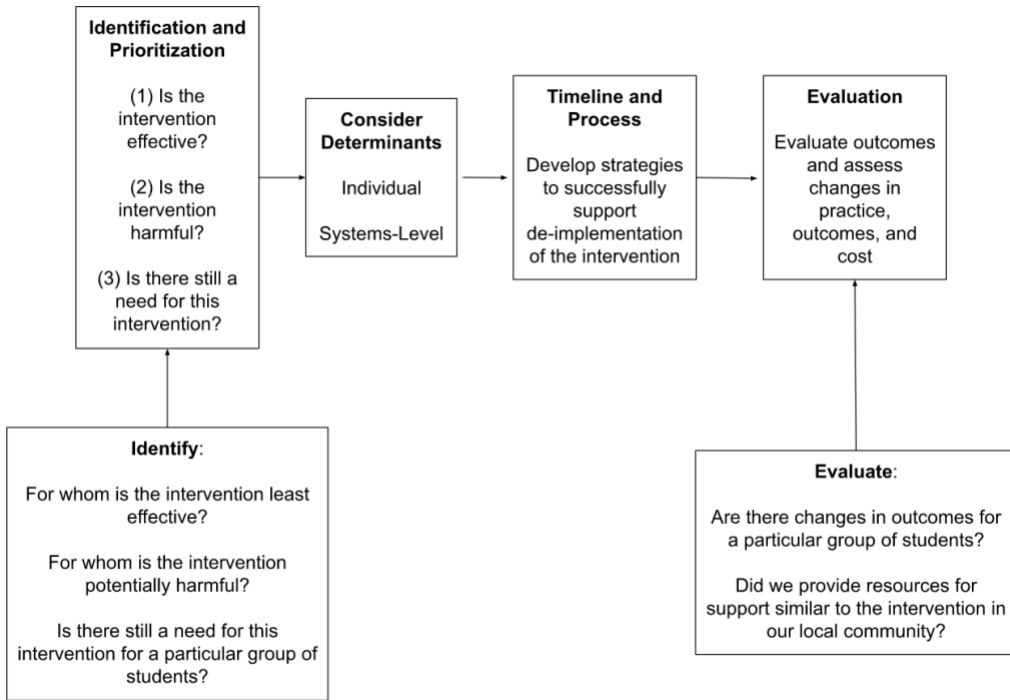 Identification and
Prioritization
(1) Is the
intervention
effective?
(2) Is the
intervention
harmful?
(3) Is there still a
need for this
intervention?
Consider
Determinants
Individual
Systems-Level
Timeline and
Process
Develop strategies
to successfully
support
de-implementation
of the intervention
Evaluation
Evaluate outcomes
and assess
changes in
practice,
outcomes, and
cost
Identify:
For whom is the intervention least
effective?
For whom is the intervention
potentially harmful?
Is there still a need for this
intervention for a particular group of
students?
Evaluate:
Are there changes in outcomes for
a particular group of students?
Did we provide resources for
support similar to the intervention in
our local community?